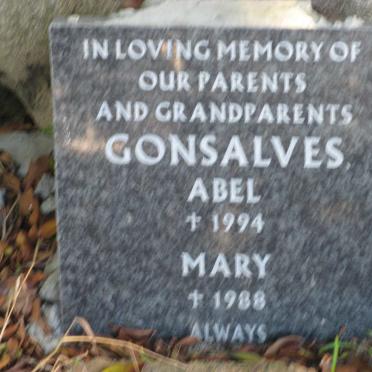 IN LOVING MEMORY OF
OUR PARENTS
AND GRANDPARENTS
GONSALVES
ABEL
✝ 1994
MARY
✝ 1988
ALWAYS